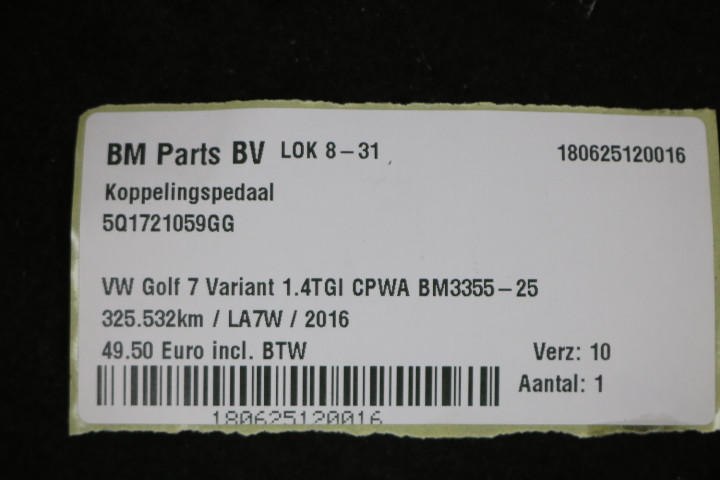 BM Parts BV LOK 8-31 180625120016
Koppelingspedaal
5Q1721059GG
VW Golf 7 Variant 1.4TGI CPWA BM3355-25
325.532km / LA7W / 2016
49.50 Euro incl. BTW Verz: 10
Aantal: 1
180625120016